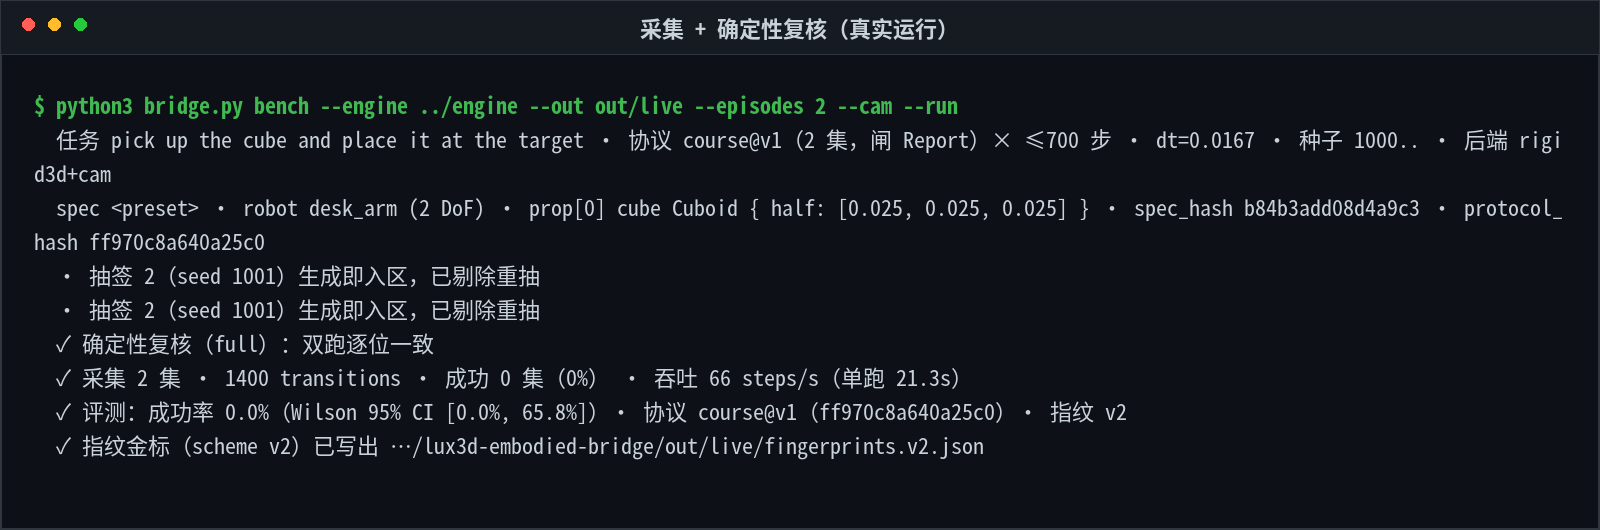 采集 + 确定性复核（真实运行）
$ python3 bridge.py bench --engine ../engine --out out/live --episodes 2 --cam --run
任务 pick up the cube and place it at the target · 协议 course@v1（2 集，闸 Report）× ≤700 步 · dt=0.0167 · 种子 1000.. · 后端 rigi
d3d+cam
spec <preset> · robot desk_arm（2 DoF） · prop[0] cube Cuboid { half: [0.025, 0.025, 0.025] } · spec_hash b84b3add08d4a9c3 · protocol_
hash ff970c8a640a25c0
· 抽签 2（seed 1001）生成即入区，已剔除重抽
· 抽签 2（seed 1001）生成即入区，已剔除重抽
✓ 确定性复核（full）：双跑逐位一致
✓ 采集 2 集 · 1400 transitions · 成功 0 集（0%） · 吞吐 66 steps/s（单跑 21.3s）
✓ 评测：成功率 0.0%（Wilson 95% CI [0.0%, 65.8%]）· 协议 course@v1（ff970c8a640a25c0）· 指纹 v2
✓ 指纹金标（scheme v2）已写出 …/lux3d-embodied-bridge/out/live/fingerprints.v2.json